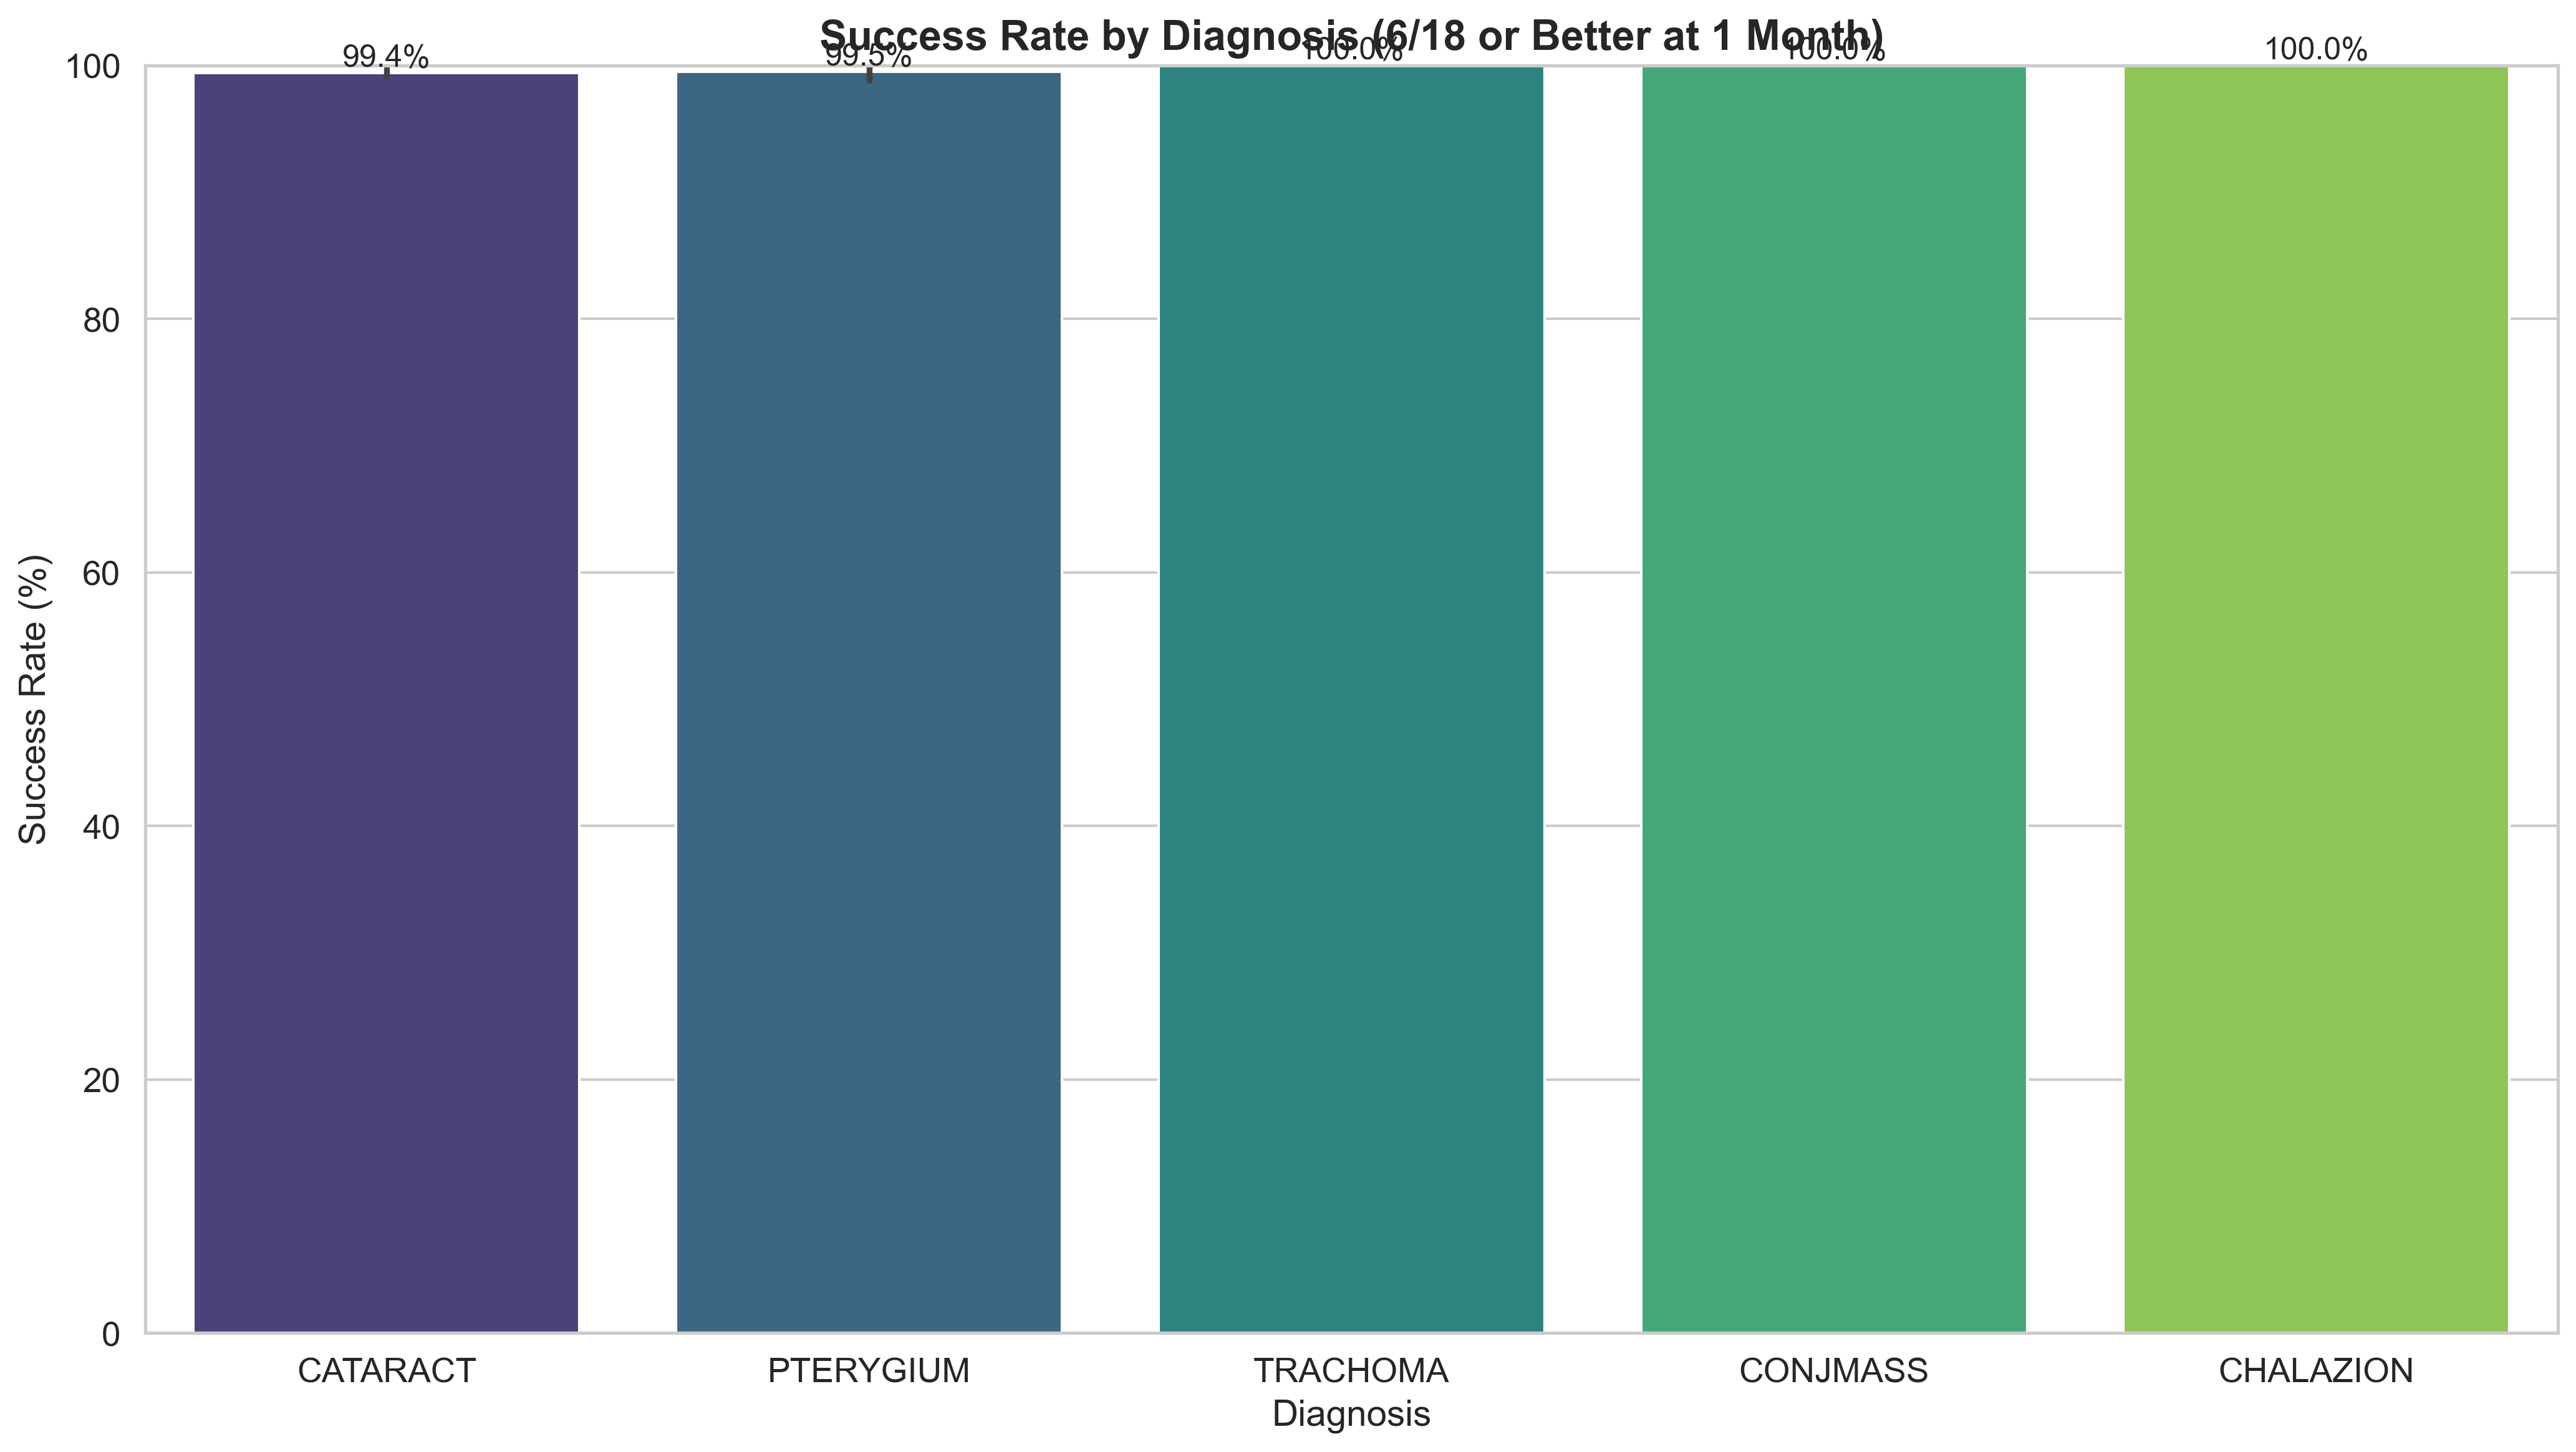 Success Rate by Diagnosis (6/18 or Better at 1 Month)
99.4%
99.5%
100.0%
100.0%
100.0%
100
80
60
40
20
0
Success Rate (%)
CATARACT
PTERYGIUM
TRACHOMA
CONJMASS
CHALAZION
Diagnosis